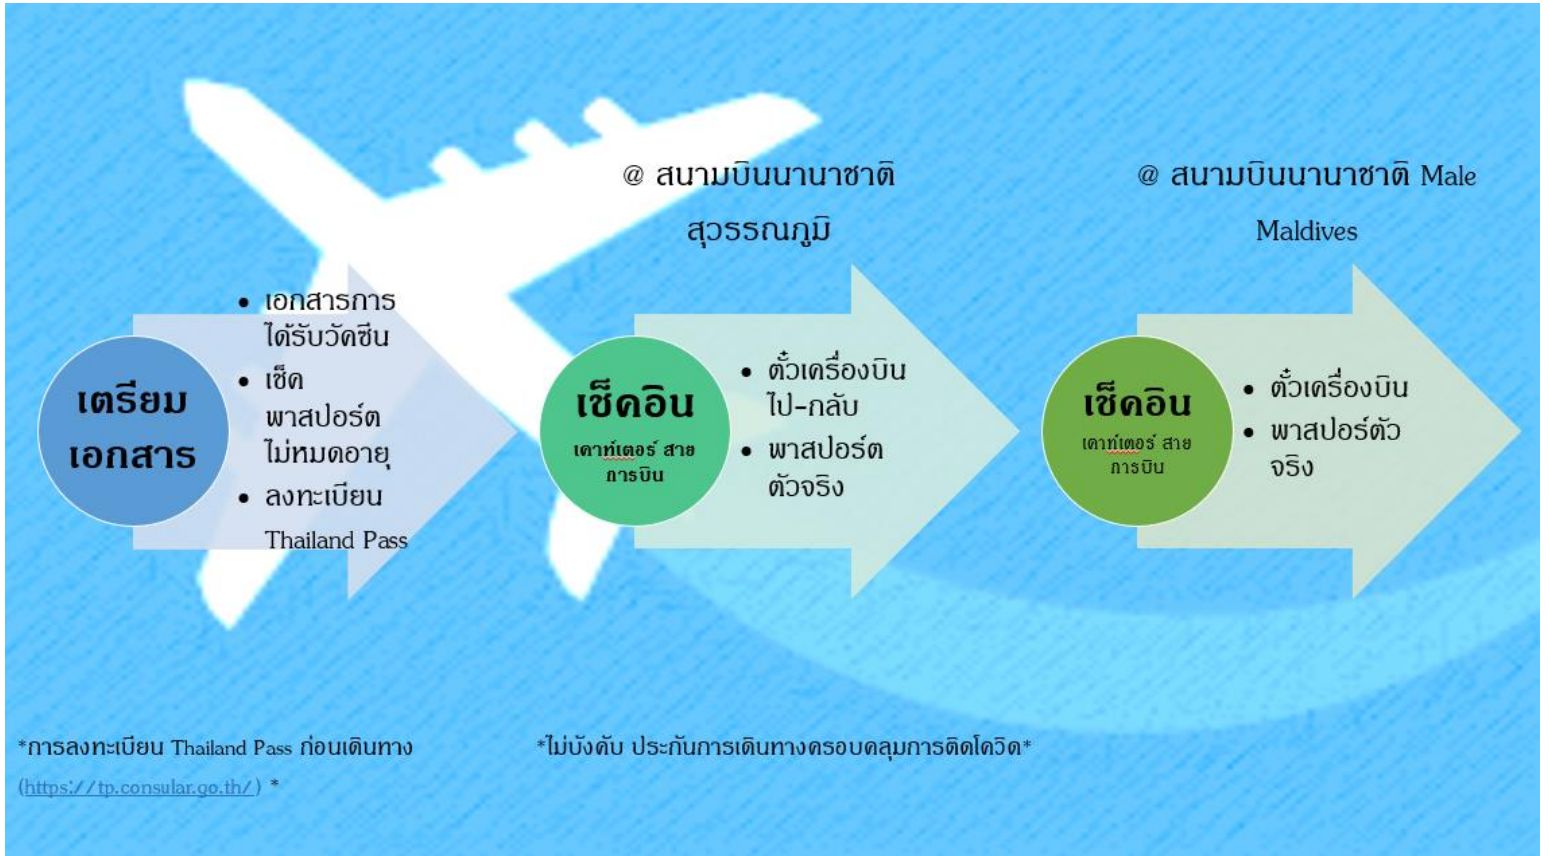 @ สนามบินนานาชาติ
สุวรรณภูมิ
@ สนามบินนานาชาติ Male
Maldives
เตรียม
เอกสาร
• เอกสารการ
ได้รับวัคซีน
• เช็ค
พาสปอร์ต
ไม่หมดอายุ
• ลงทะเบียน
Thailand Pass
เช็คอิน
เคาท์เตอร์ สาย
การบิน
• ตั๋วเครื่องบิน
ไป-กลับ
• พาสปอร์ต
ตัวจริง
เช็คอิน
เคาท์เตอร์ สาย
การบิน
• ตั๋วเครื่องบิน
• พาสปอร์ตัว
จริง
*การลงทะเบียน Thailand Pass ก่อนเดินทาง
(https://tp.consular.go.th/) *
*ไม่บังคับ ประกันการเดินทางครอบคลุมการติดโควิด*